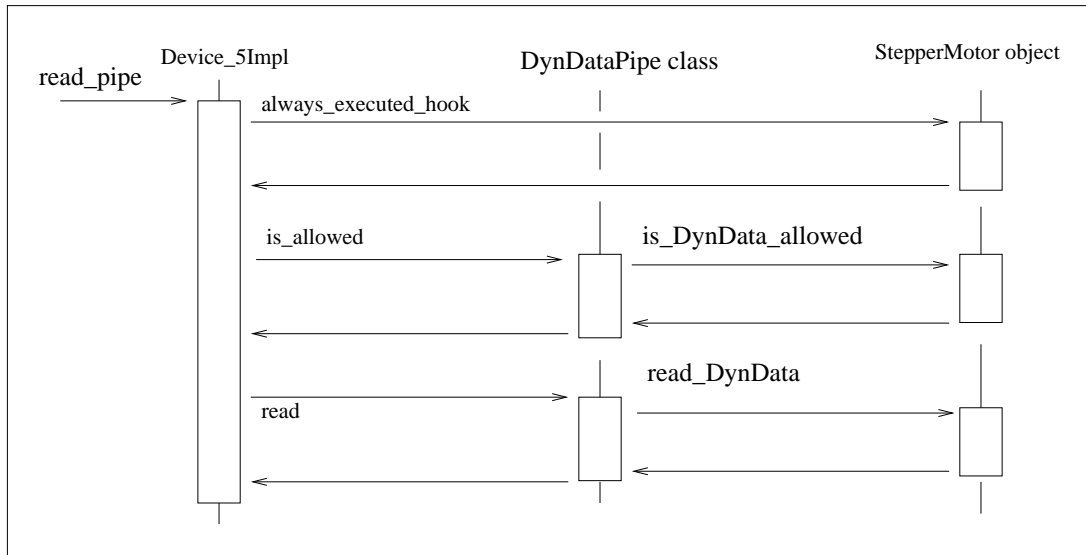 Device_5Impl
DynDataPipe class
StepperMotor object
read_pipe
always_executed_hook
is_allowed
is_DynData_allowed
read_DynData
read